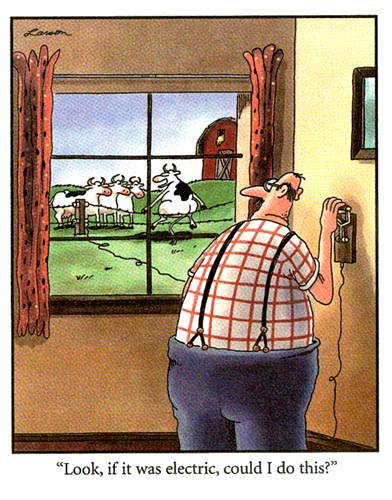 Larson
"Look, if it was electric, could I do this?"